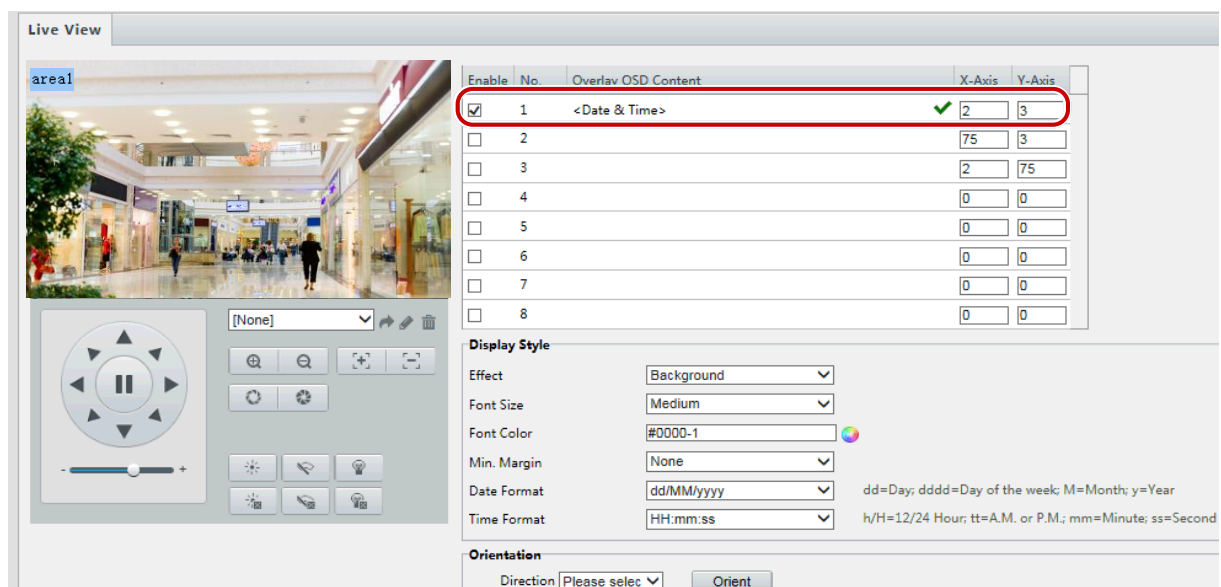 Live View
area1
Enable No. Overlay OSD Content X-Axis Y-Axis
1 <Date & Time> 2 3
2 75 3
3 2 75
4 0 0
5 0 0
6 0 0
7 0 0
8 0 0
[None]
- +
Display Style
Effect Background
Font Size Medium
Font Color #0000-1
Min. Margin None
Date Format dd/MM/yyyy dd=Day; dddd=Day of the week; M=Month; y=Year
Time Format HH:mm:ss h/H=12/24 Hour; tt=A.M. or P.M.; mm=Minute; ss=Second
Orientation
Direction Please selec Orient